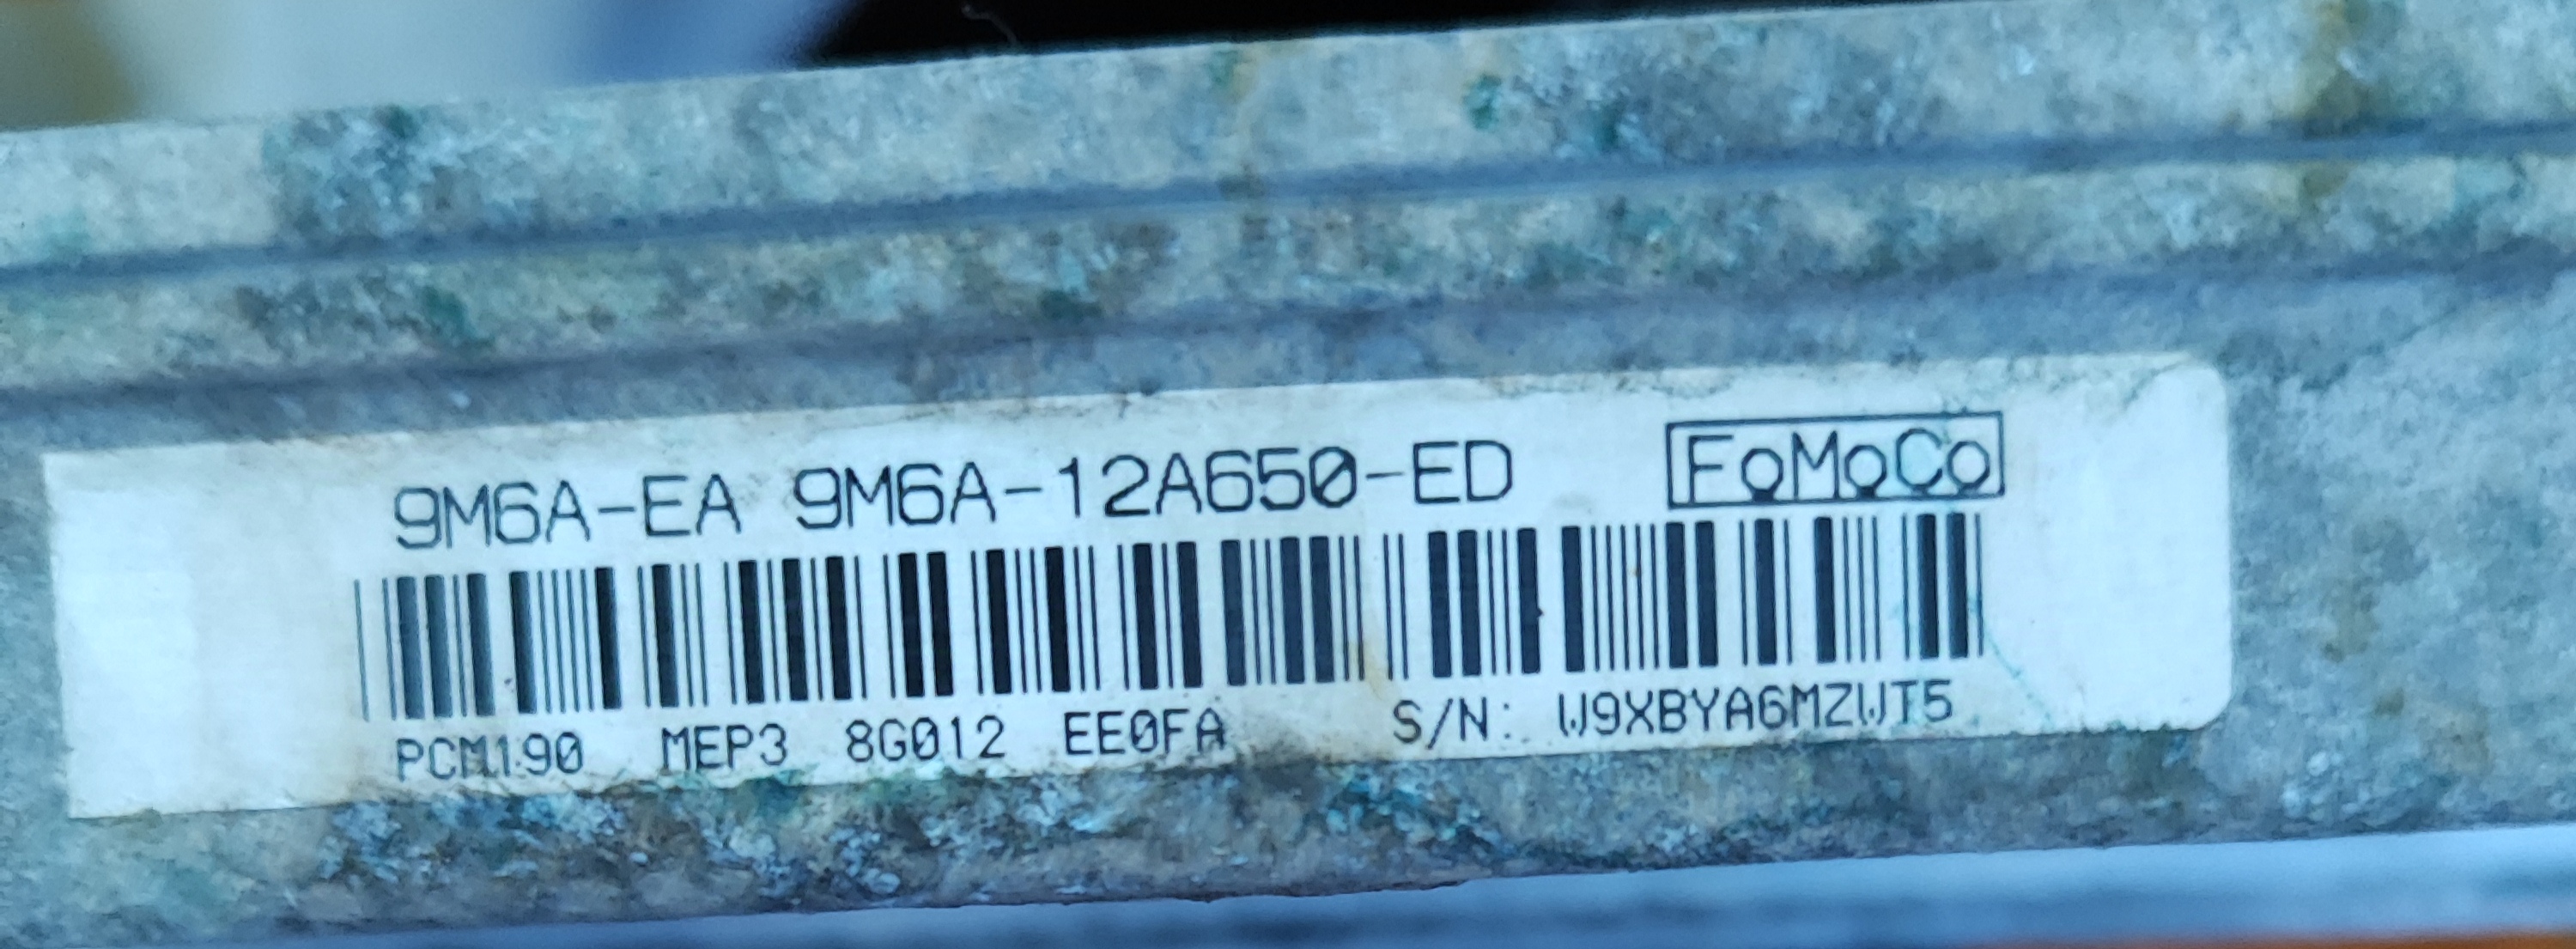 9M6A-EA 9M6A-12A650-ED FoMoCo
PCM190 MEP3 8G012 EE0FA S/N: W9XBYA6MZWT5